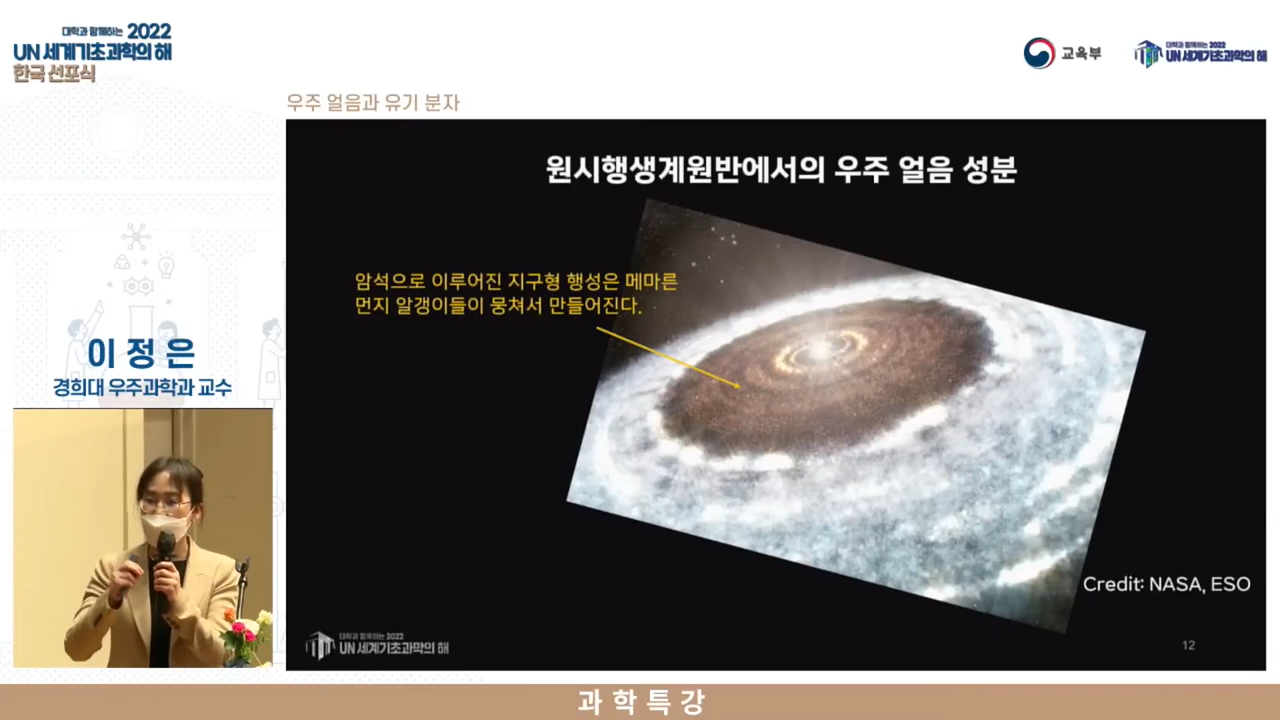 대학과 함께하는 2022
UN 세계기초과학의 해
한국 선포식
교육부
대학과 함께하는 2022
UN 세계기초과학의 해
우주 얼음과 유기 분자
원시행생계원반에서의 우주 얼음 성분
암석으로 이루어진 지구형 행성은 메마른
먼지 알갱이들이 뭉쳐서 만들어진다.
이정은
경희대 우주과학과 교수
Credit: NASA, ESO
대학과 함께하는 2022
UN 세계기초과학의 해
12
과학특강